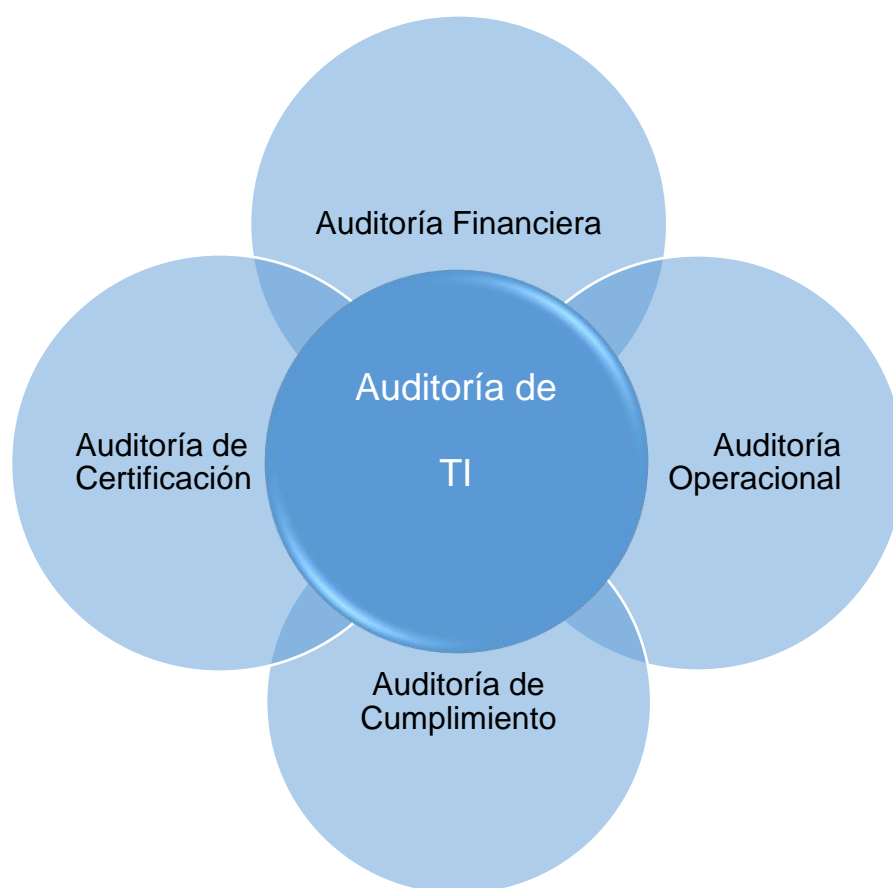 Auditoría Financiera
Auditoría de
TI
Auditoría de
Certificación
Auditoría
Operacional
Auditoría de
Cumplimiento